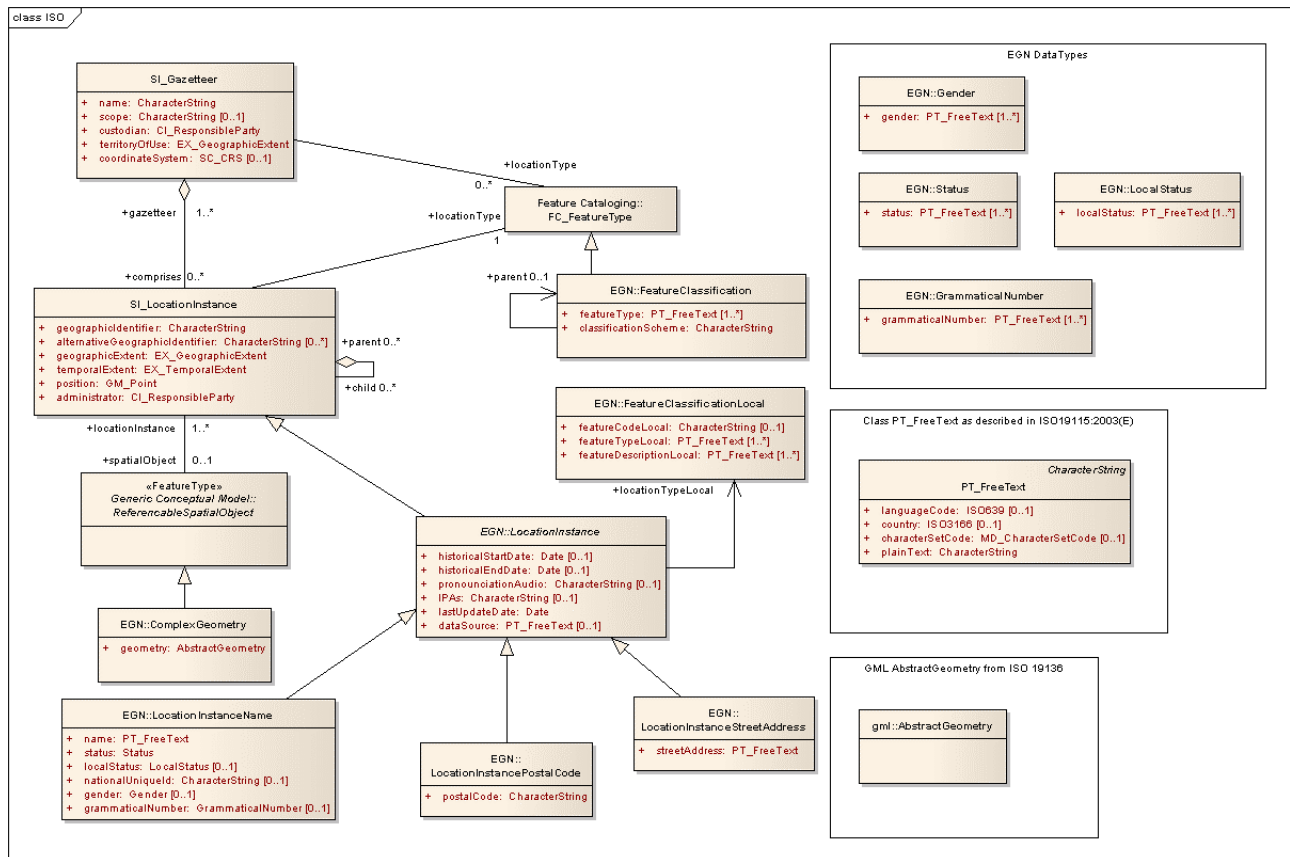 class ISO
SI_Gazetteer
+ name: CharacterString
+ scope: CharacterString [0..1]
+ custodian: CI_ResponsibleParty
+ territoryOfUse: EX_GeographicExtent
+ coordinateSystem: SC_CRS [0..1]
+locationType
0..*
+gazetteer
1..*
+locationType
1
Feature Cataloging::
FC_FeatureType
+comprises
0..*
SI_LocationInstance
+ geographicIdentifier: CharacterString
+ alternativeGeographicIdentifier: CharacterString [0..*]
+ geographicExtent: EX_GeographicExtent
+ temporalExtent: EX_TemporalExtent
+ position: GM_Point
+ administrator: CI_ResponsibleParty
+parent 0..*
+child 0..*
+parent 0..1
EGN::FeatureClassification
+ featureType: PT_FreeText [1..*]
+ classificationScheme: CharacterString
EGN::FeatureClassificationLocal
+ featureCodeLocal: CharacterString [0..1]
+ featureTypeLocal: PT_FreeText [1..*]
+ featureDescriptionLocal: PT_FreeText [1..*]
+locationTypeLocal
+locationInstance
1..*
+spatialObject
0..1
«FeatureType»
Generic Conceptual Model::
ReferencableSpatialObject
EGN::ComplexGeometry
+ geometry: AbstractGeometry
EGN::LocationInstance
+ historicalStartDate: Date [0..1]
+ historicalEndDate: Date [0..1]
+ pronounciationAudio: CharacterString [0..1]
+ IPAs: CharacterString [0..1]
+ lastUpdateDate: Date
+ dataSource: PT_FreeText [0..1]
EGN::LocationInstanceName
+ name: PT_FreeText
+ status: Status
+ localStatus: LocalStatus [0..1]
+ nationalUniqueId: CharacterString [0..1]
+ gender: Gender [0..1]
+ grammaticalNumber: GrammaticalNumber [0..1]
EGN::
LocationInstancePostalCode
+ postalCode: CharacterString
EGN::
LocationInstanceStreetAddress
+ streetAddress: PT_FreeText
EGN DataTypes
EGN::Gender
+ gender: PT_FreeText [1..*]
EGN::Status
+ status: PT_FreeText [1..*]
EGN::LocalStatus
+ localStatus: PT_FreeText [1..*]
EGN::GrammaticalNumber
+ grammaticalNumber: PT_FreeText [1..*]
Class PT_FreeText as described in ISO19115:2003(E)
CharacterString
PT_FreeText
+ languageCode: ISO639 [0..1]
+ country: ISO3166 [0..1]
+ characterSetCode: MD_CharacterSetCode [0..1]
+ plainText: CharacterString
GML AbstractGeometry from ISO 19136
gml::AbstractGeometry